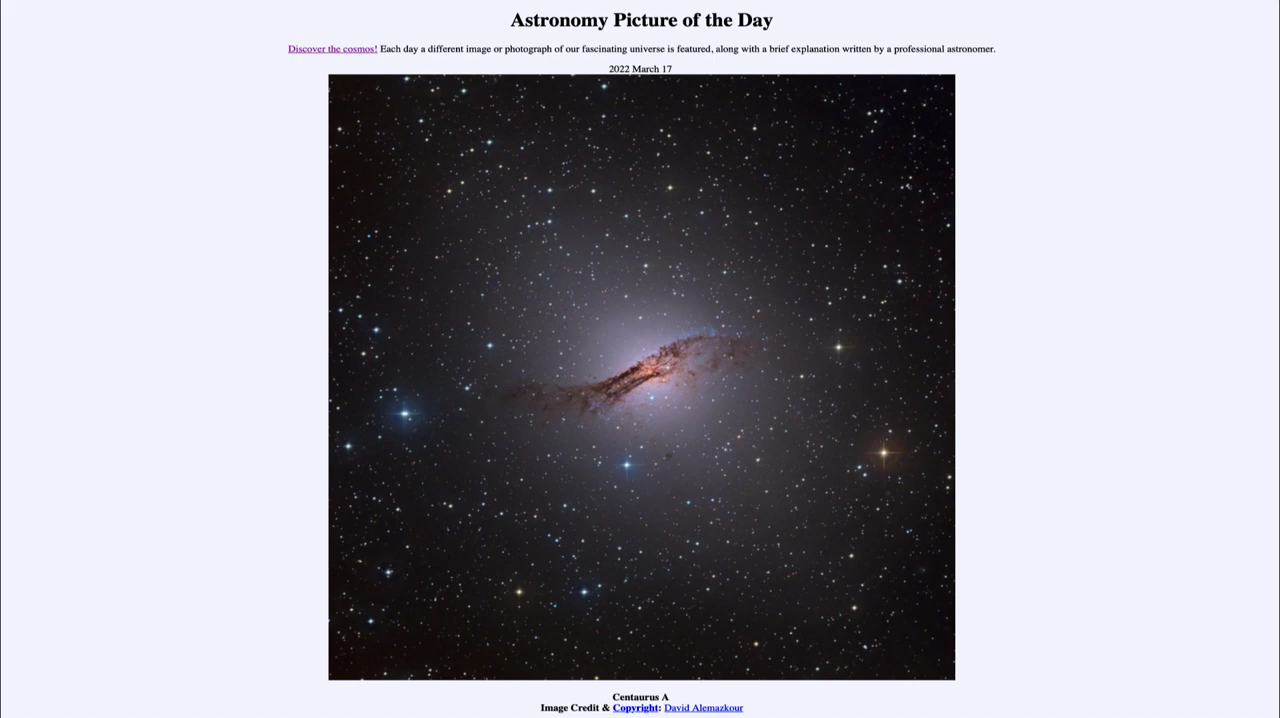 Astronomy Picture of the Day
Discover the cosmos! Each day a different image or photograph of our fascinating universe is featured, along with a brief explanation written by a professional astronomer.
2022 March 17
Centaurus A
Image Credit & Copyright: David Alemazkour